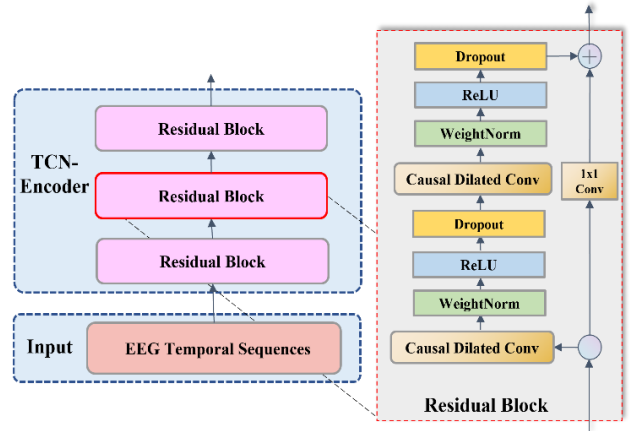 Residual Block
TCN-
Encoder
Residual Block
Residual Block
Input
EEG Temporal Sequences
Dropout
+
ReLU
WeightNorm
Causal Dilated Conv
1x1
Conv
Dropout
ReLU
WeightNorm
Causal Dilated Conv
Residual Block